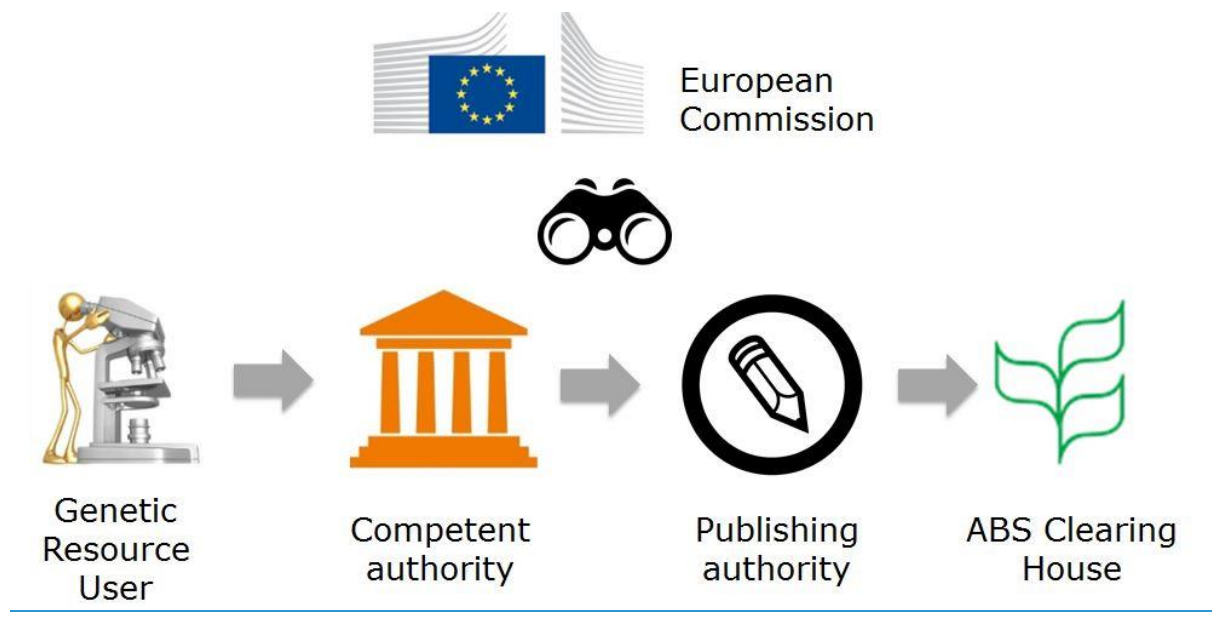 European
Commission
Genetic
Resource
User
Competent
authority
Publishing
authority
ABS Clearing
House